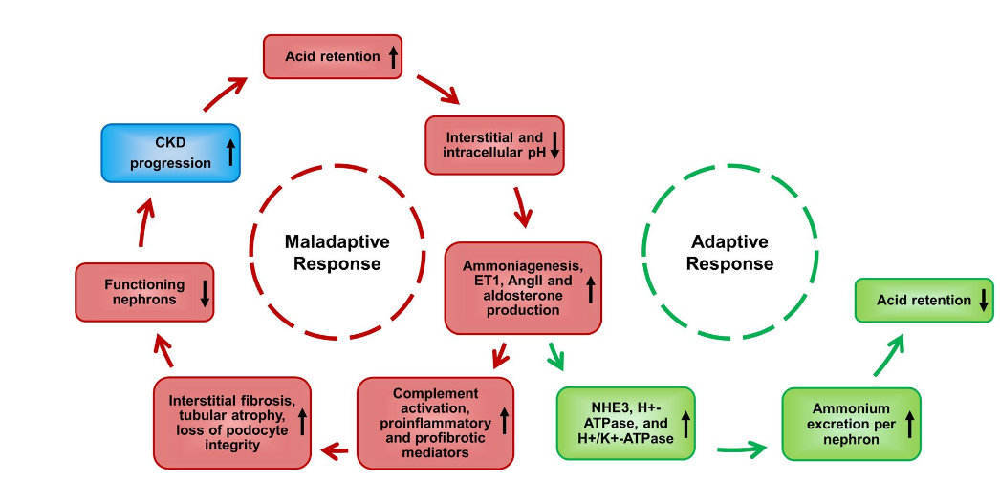 Acid retention
CKD
progression
Interstitial and
intracellular pH
Maladaptive
Response
Adaptive
Response
Ammoniagenesis,
ET1, AngII and
aldosterone
production
Functioning
nephrons
Acid retention
Interstitial fibrosis,
tubular atrophy,
loss of podocyte
integrity
Complement
activation,
proinflammatory
and profibrotic
mediators
NHE3, H+-
ATPase, and
H+/K+-ATPase
Ammonium
excretion per
nephron